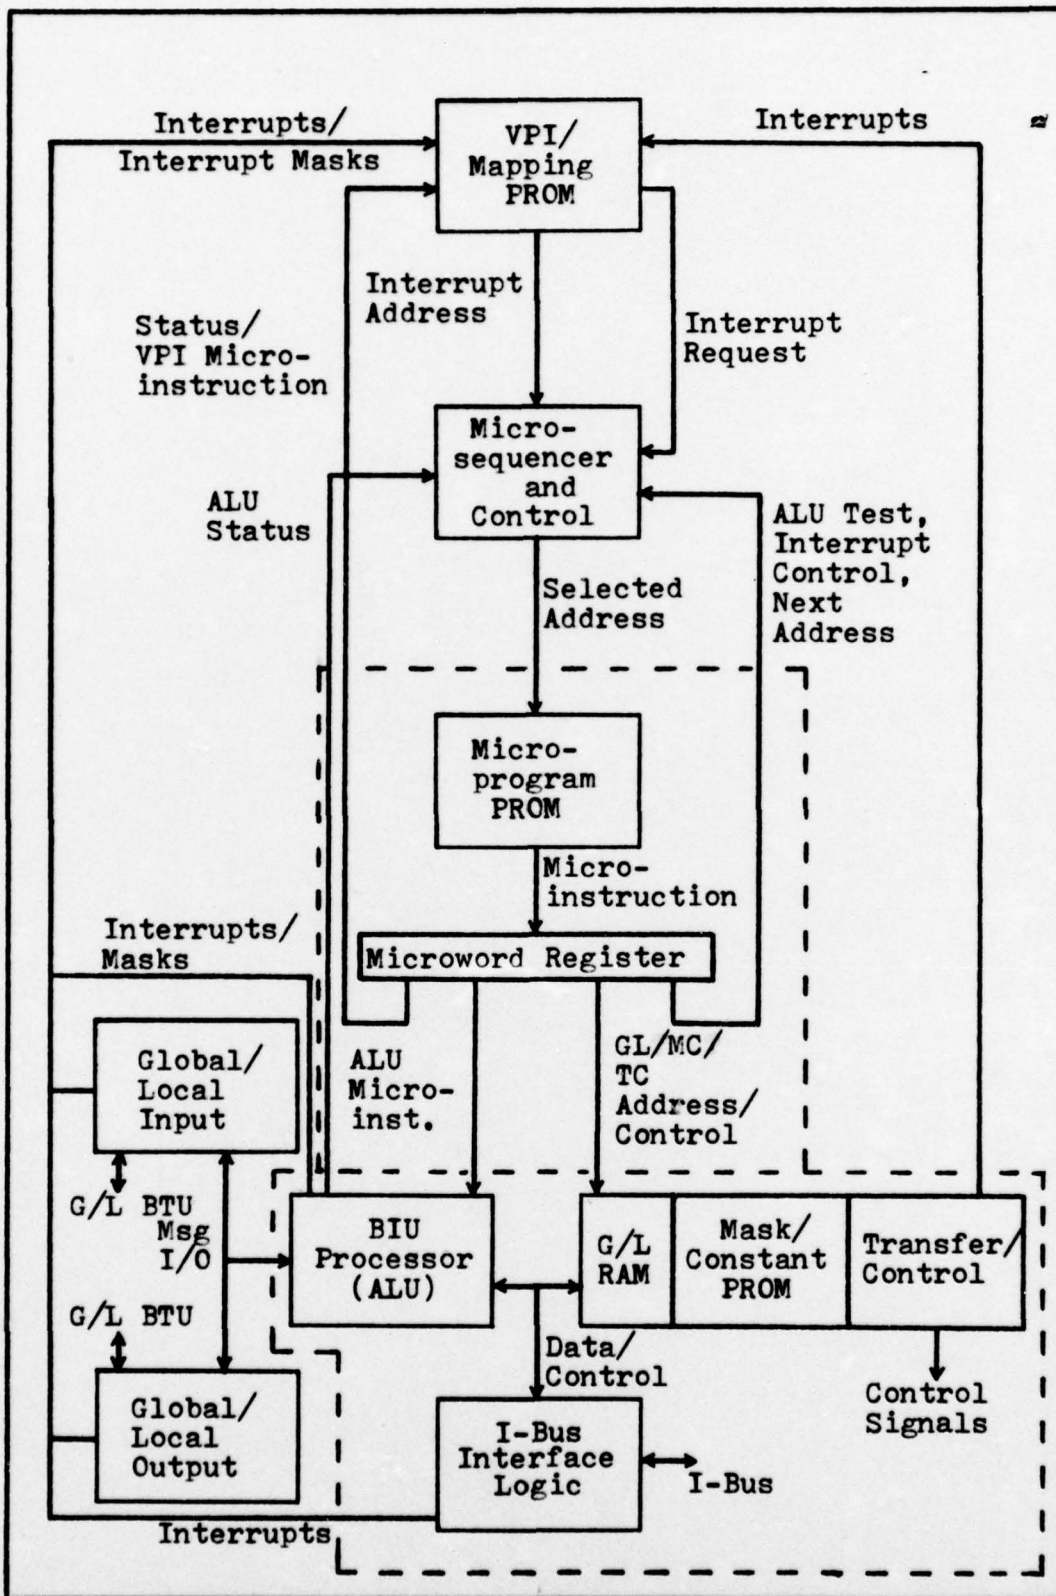 Interrupts/
Interrupt Masks
VPI/
Mapping
PROM
Interrupts
Interrupt
Address
Status/
VPI Micro-
instruction
Interrupt
Request
Micro-
sequencer
and
Control
ALU
Status
ALU Test,
Interrupt
Control,
Next
Address
Selected
Address
Micro-
program
PROM
Micro-
instruction
Interrupts/
Masks
Microword Register
Global/
Local
Input
ALU
Micro-
inst.
GL/MC/
TC
Address/
Control
G/L BTU
Msg
I/O
BIU
Processor
(ALU)
G/L
RAM
Mask/
Constant
PROM
Transfer/
Control
G/L BTU
Data/
Control
Control
Signals
Global/
Local
Output
I-Bus
Interface
Logic
I-Bus
Interrupts